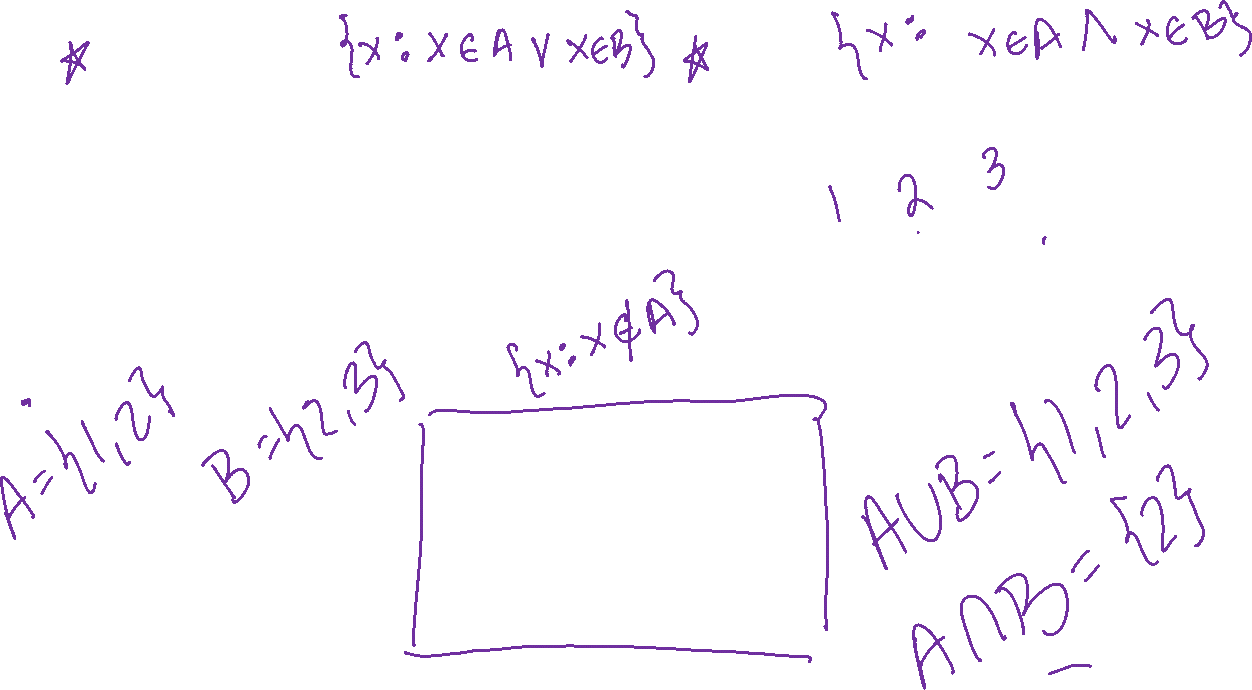 {x: x∈A ∨ x∈B} {x: x∈A ∧ x∈B}
1 2 3
{x: x∉A}
A={1,2} B={2,3}
A∪B={1,2,3}
A∩B={2}